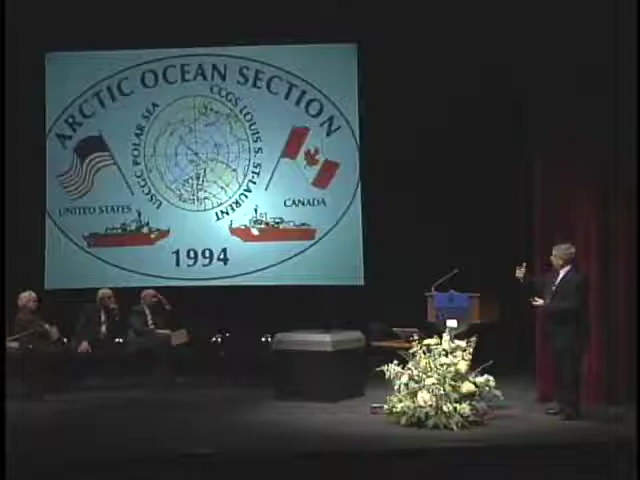 ARCTIC OCEAN SECTION
USCGC POLAR SEA
CCGS LOUIS S. ST-LAURENT
UNITED STATES
CANADA
1994